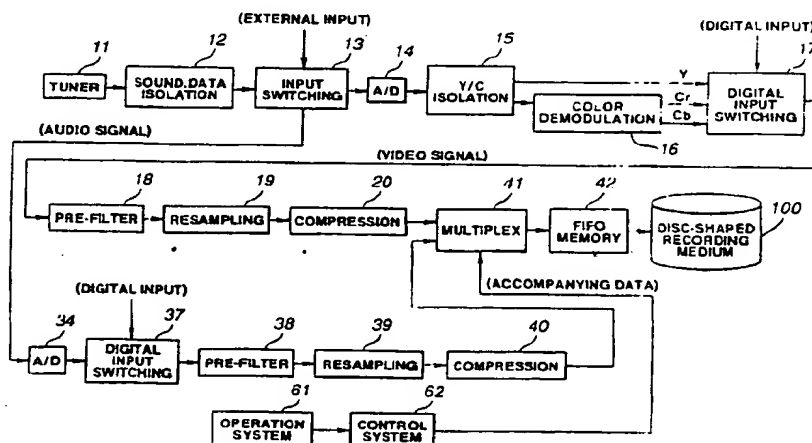 (EXTERNAL INPUT)
(DIGITAL INPUT)
11
12
13
14
15
17
TUNER
SOUND.DATA
ISOLATION
INPUT
SWITCHING
A/D
Y/C
ISOLATION
Y
Cr
Cb
COLOR
DEMODULATION
16
DIGITAL
INPUT
SWITCHING
(AUDIO SIGNAL)
(VIDEO SIGNAL)
18
19
20
41
42
100
PRE-FILTER
RESAMPLING
COMPRESSION
MULTIPLEX
FIFO
MEMORY
DISC-SHAPED
RECORDING
MEDIUM
(ACCOMPANYING DATA)
(DIGITAL INPUT)
34
37
38
39
40
A/D
DIGITAL
INPUT
SWITCHING
PRE-FILTER
RESAMPLING
COMPRESSION
61
62
OPERATION
SYSTEM
CONTROL
SYSTEM